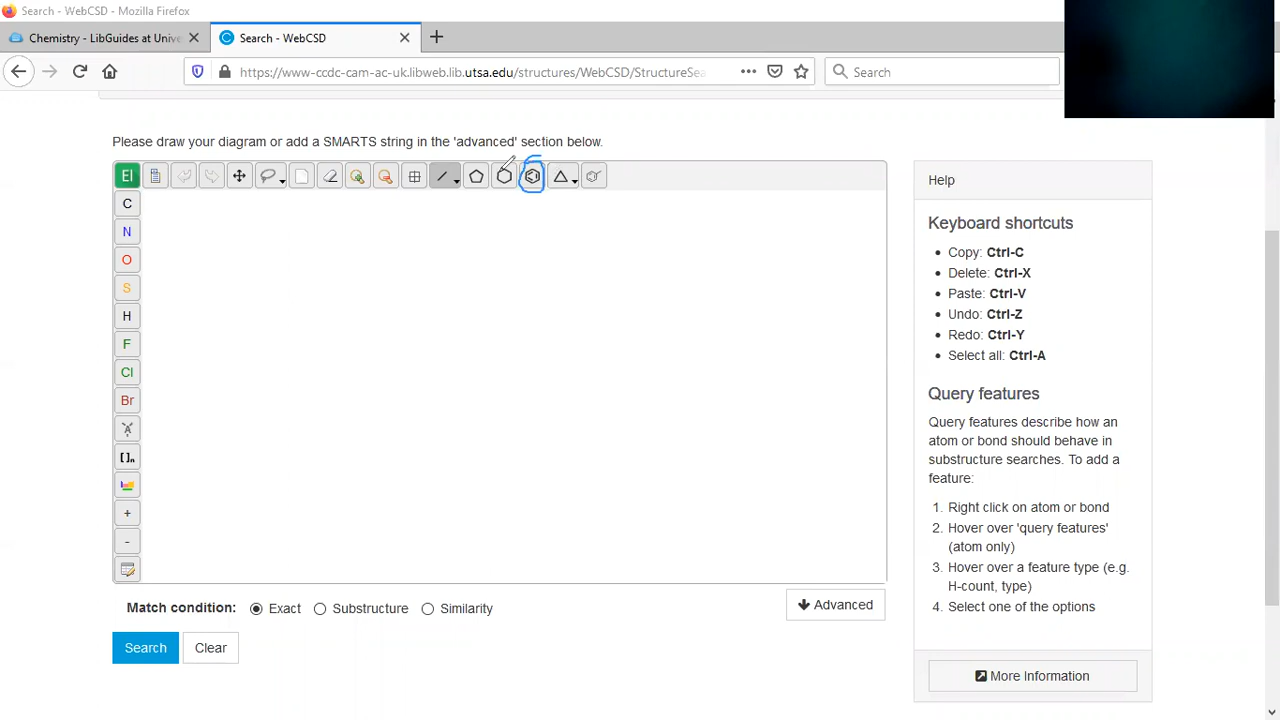 Search - WebCSD - Mozilla Firefox
Chemistry - LibGuides at Unive
Search - WebCSD
https://www-ccdc-cam-ac-uk.libweb.lib.utsa.edu/structures/WebCSD/StructureSea
Search
Please draw your diagram or add a SMARTS string in the 'advanced' section below.
El
C
N
O
S
H
F
Cl
Br
A
[ ]n
+
-
Match condition: Exact Substructure Similarity
Advanced
Search Clear
Help
Keyboard shortcuts
Copy: Ctrl-C
Delete: Ctrl-X
Paste: Ctrl-V
Undo: Ctrl-Z
Redo: Ctrl-Y
Select all: Ctrl-A
Query features
Query features describe how an
atom or bond should behave in
substructure searches. To add a
feature:
1. Right click on atom or bond
2. Hover over 'query features'
(atom only)
3. Hover over a feature type (e.g.
H-count, type)
4. Select one of the options
More Information